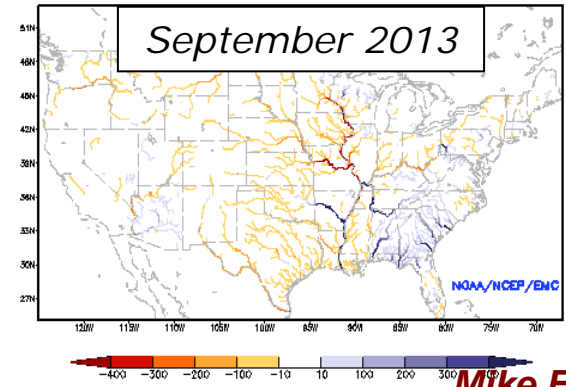 September 2013
51N
48N
45N
42N
39N
36N
33N
30N
27N
NOAA/NCEP/EMC
120W 115W 110W 105W 100W 95W 90W 85W 80W 75W 70W
-400 -300 -200 -100 -10 10 100 200 300
Mike E